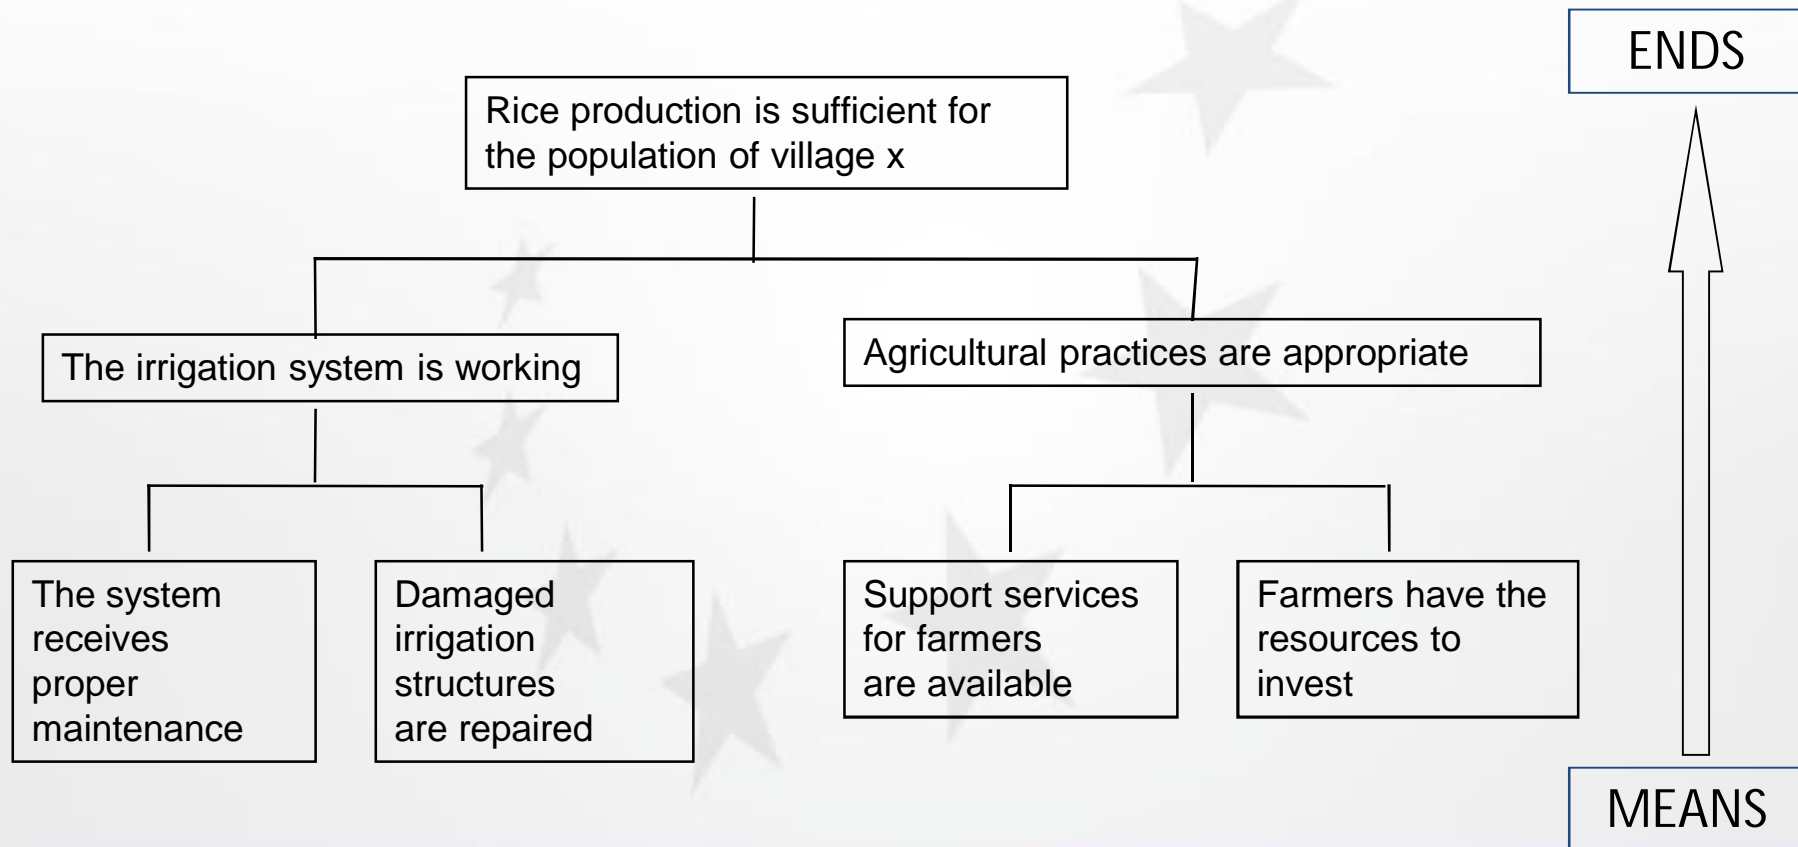 ENDS
Rice production is sufficient for
the population of village x
The irrigation system is working
Agricultural practices are appropriate
The system
receives
proper
maintenance
Damaged
irrigation
structures
are repaired
Support services
for farmers
are available
Farmers have the
resources to
invest
MEANS